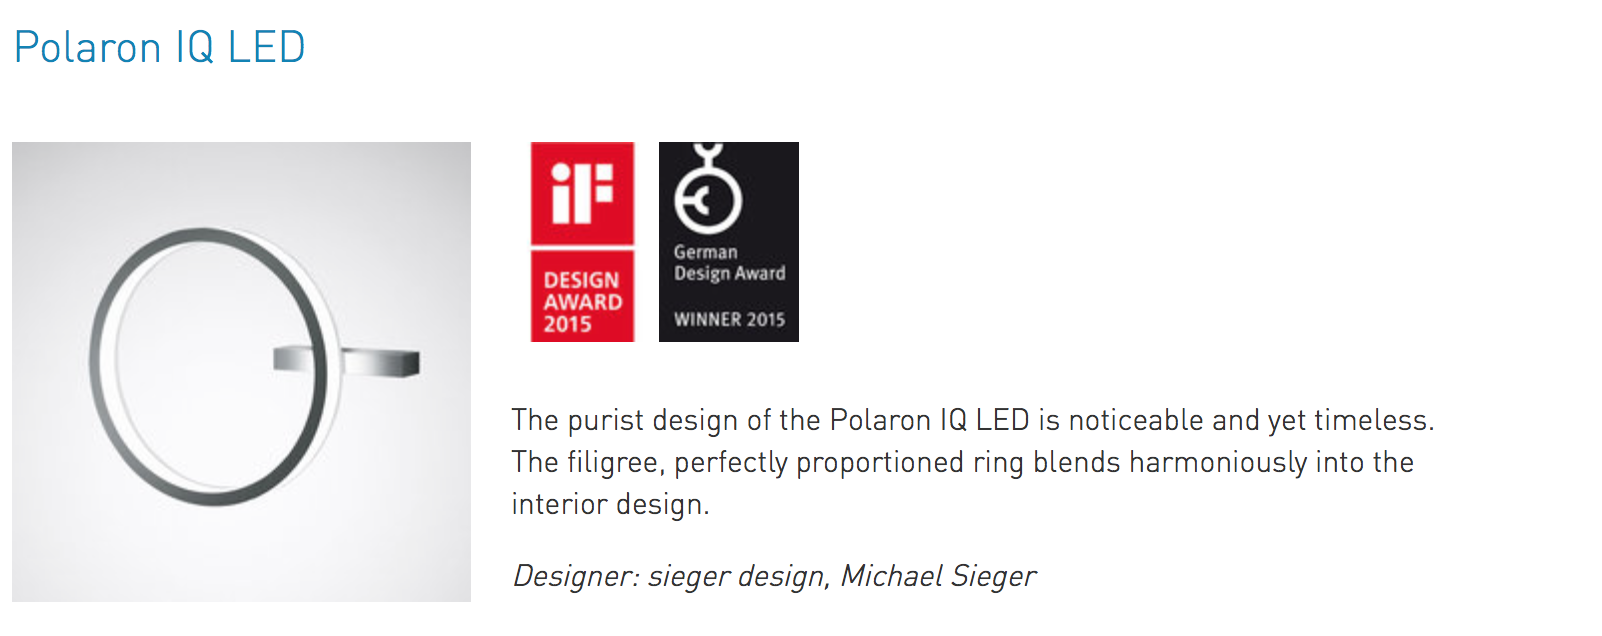 Polaron IQ LED
iF
DESIGN
AWARD
2015
German
Design Award
WINNER 2015
The purist design of the Polaron IQ LED is noticeable and yet timeless.
The filigree, perfectly proportioned ring blends harmoniously into the
interior design.
Designer: sieger design, Michael Sieger